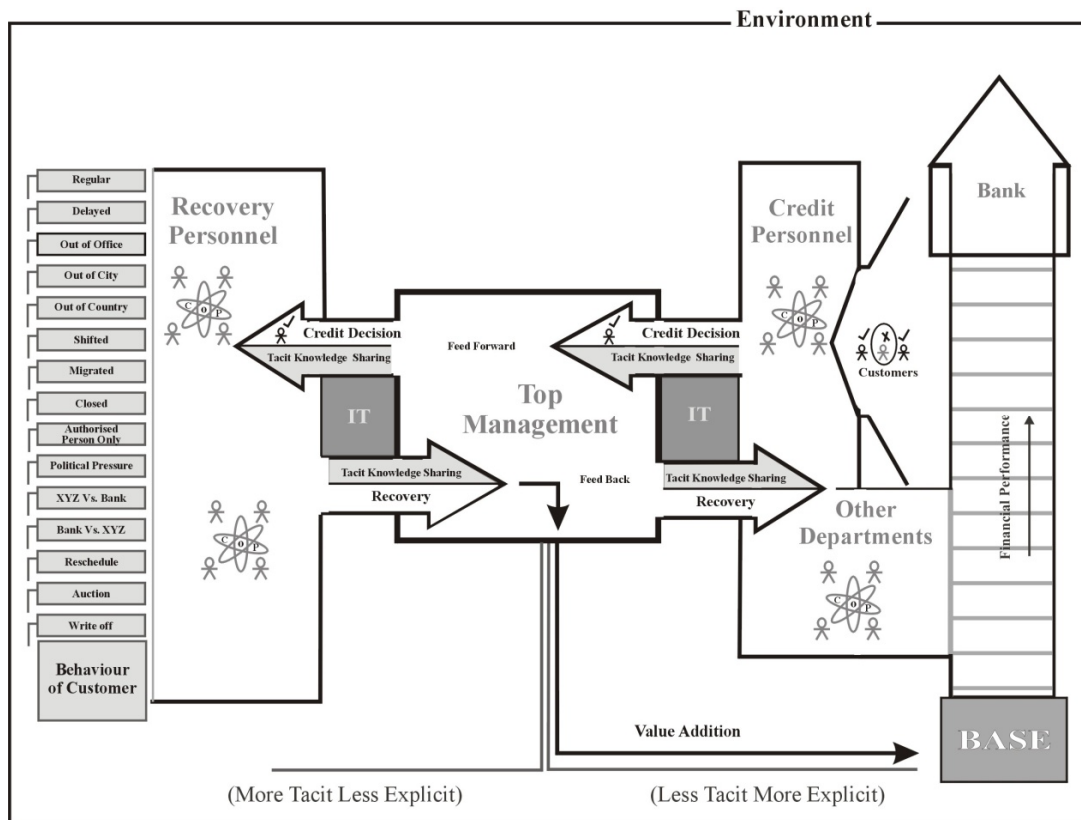 Environment
Regular
Delayed
Out of Office
Out of City
Out of Country
Shifted
Migrated
Closed
Authorised
Person Only
Political Pressure
XYZ Vs. Bank
Bank Vs. XYZ
Reschedule
Auction
Write off
Behaviour
of Customer
Recovery
Personnel
C O P
Credit Decision
Tacit Knowledge Sharing
IT
Tacit Knowledge Sharing
Recovery
C O P
Feed Forward
Top
Management
Feed Back
Credit
Personnel
C O P
Credit Decision
Tacit Knowledge Sharing
IT
Tacit Knowledge Sharing
Recovery
Customers
Other
Departments
C O P
Bank
Financial Performance
BASE
Value Addition
(More Tacit Less Explicit)
(Less Tacit More Explicit)